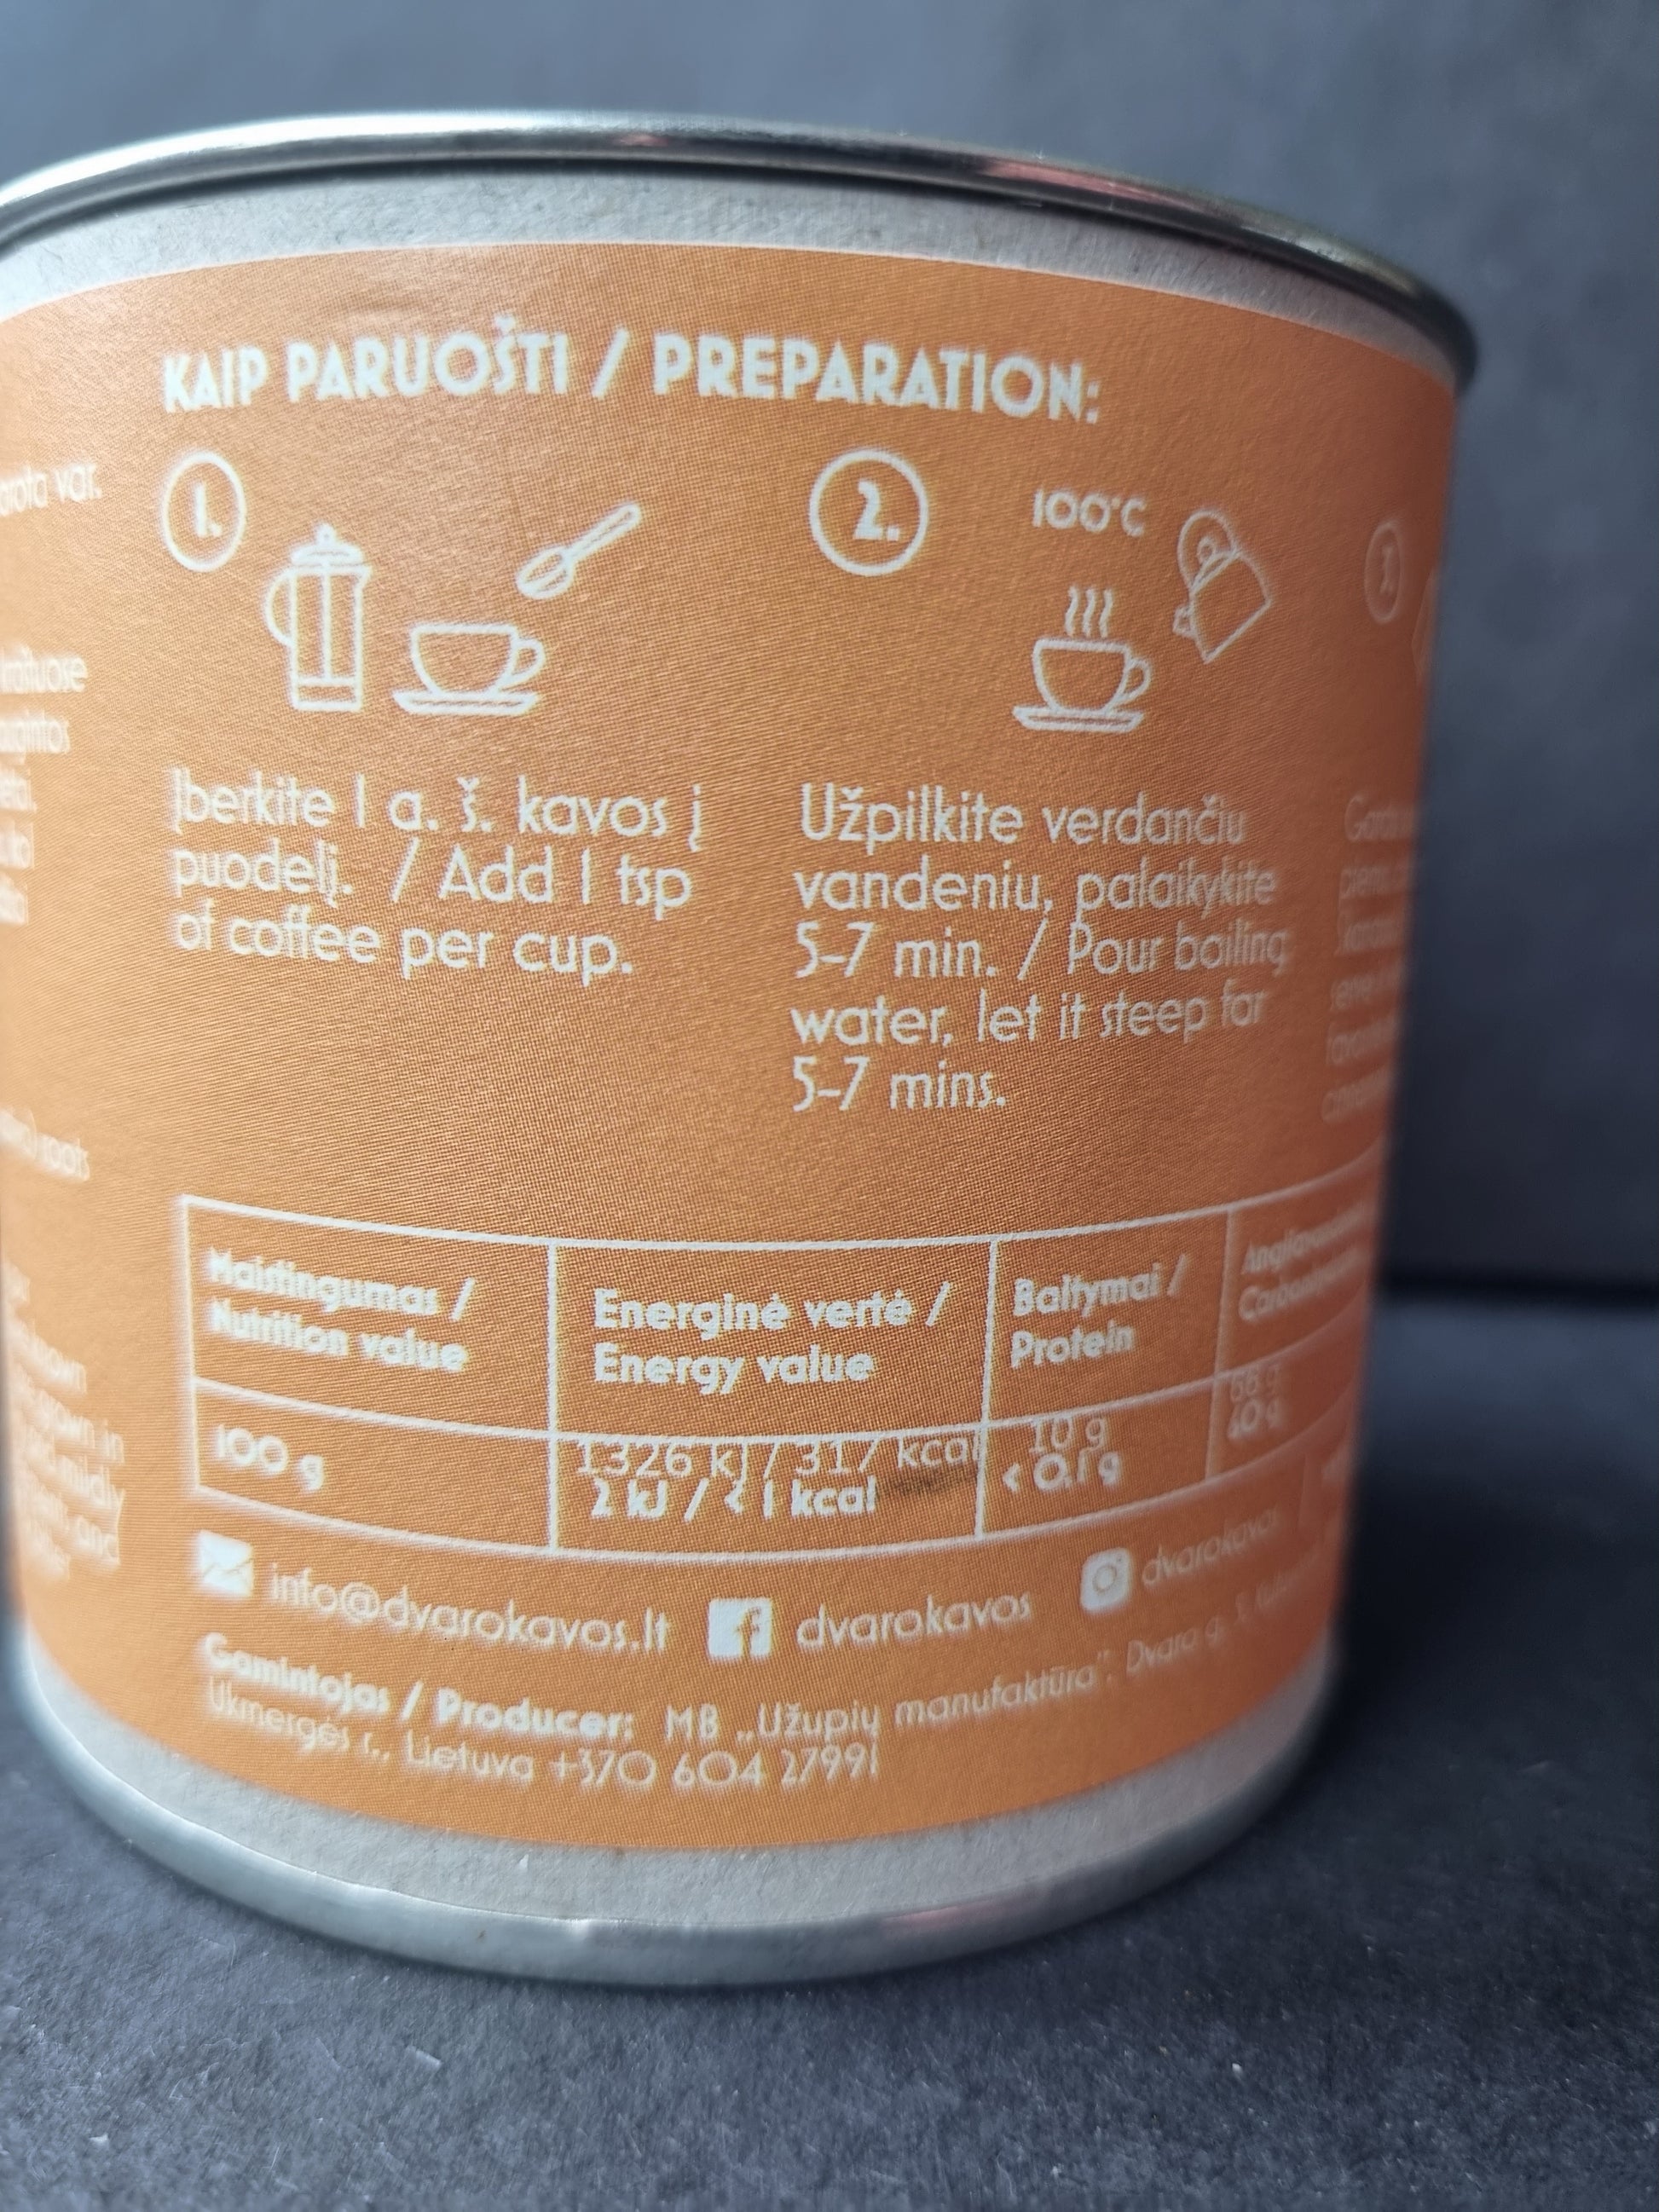 KAIP PARUOŠTI / PREPARATION:
1.
Įberkite 1 a. š. kavos į
puodelį. / Add 1 tsp
of coffee per cup.
2.
100°C
Užpilkite verdančiu
vandeniu, palaikykite
5-7 min. / Pour boiling
water, let it steep for
5-7 mins.
3.
var.
roots
Maistingumas /
Nutrition value
Energinė vertė /
Energy value
Baltymai /
Protein
100 g
1326 kJ / 317 kcal
2 kJ / < 1 kcal
10 g
< 0,1 g
info@dvarokavos.lt
dvarokavos
dvarokavos
Gamintojas / Producer: MB „Užupių manufaktūra”. Dvaro g.
Ukmergės r., Lietuva +370 604 27991